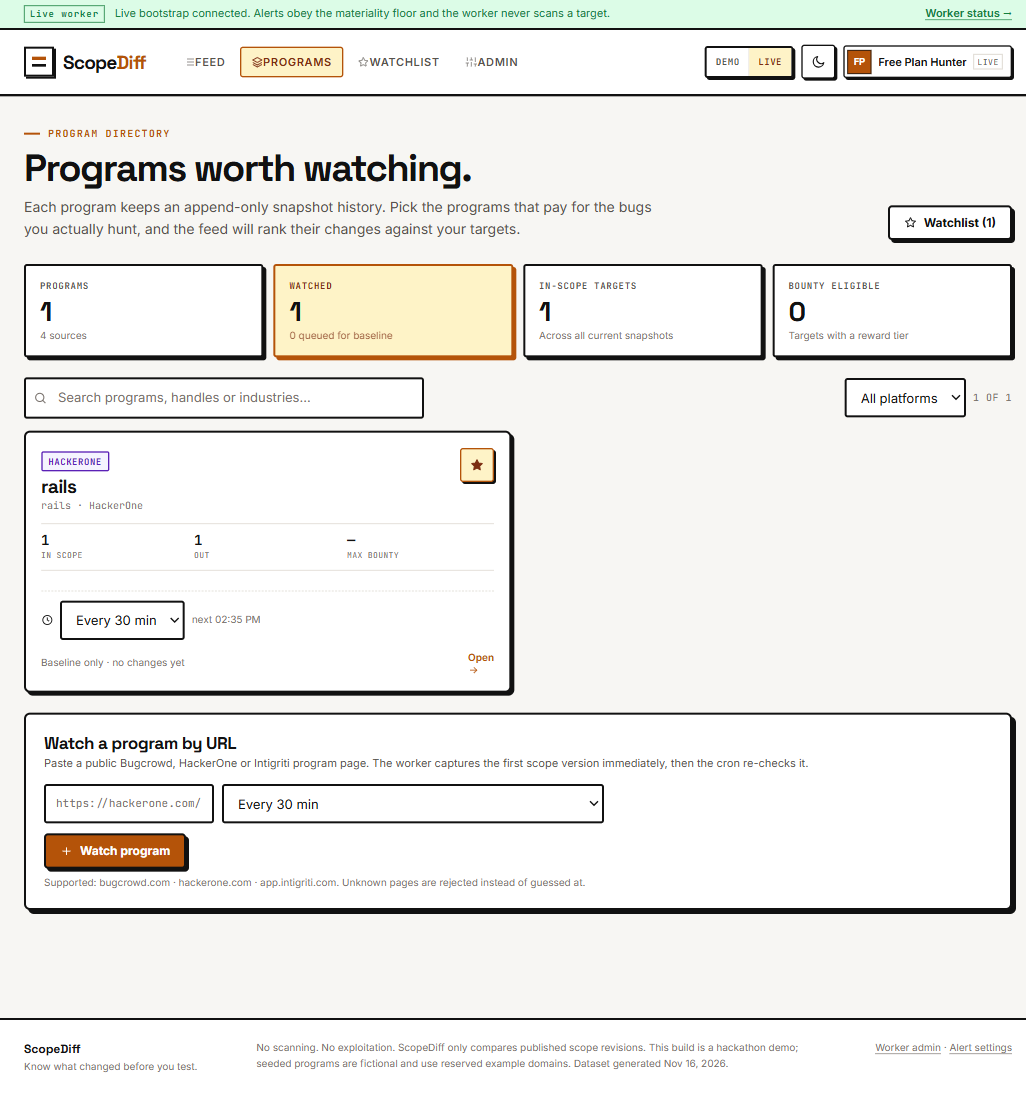 Live worker Live bootstrap connected. Alerts obey the materiality floor and the worker never scans a target. Worker status →
ScopeDiff FEED PROGRAMS WATCHLIST ADMIN DEMO LIVE FP Free Plan Hunter LIVE
PROGRAM DIRECTORY
Programs worth watching.
Each program keeps an append-only snapshot history. Pick the programs that pay for the bugs
you actually hunt, and the feed will rank their changes against your targets.
Watchlist (1)
PROGRAMS WATCHED IN-SCOPE TARGETS BOUNTY ELIGIBLE
1 1 1 0
4 sources 0 queued for baseline Across all current snapshots Targets with a reward tier
Search programs, handles or industries... All platforms 1 OF 1
HACKERONE
rails
rails · HackerOne
1 1 —
IN SCOPE OUT MAX BOUNTY
Every 30 min next 02:35 PM
Baseline only · no changes yet Open
→
Watch a program by URL
Paste a public Bugcrowd, HackerOne or Intigriti program page. The worker captures the first scope version immediately, then the cron re-checks it.
https://hackerone.com/ Every 30 min
+ Watch program
Supported: bugcrowd.com · hackerone.com · app.intigriti.com. Unknown pages are rejected instead of guessed at.
ScopeDiff
Know what changed before you test.
No scanning. No exploitation. ScopeDiff only compares published scope revisions. This build is a hackathon demo;
seeded programs are fictional and use reserved example domains. Dataset generated Nov 16, 2026.
Worker admin · Alert settings